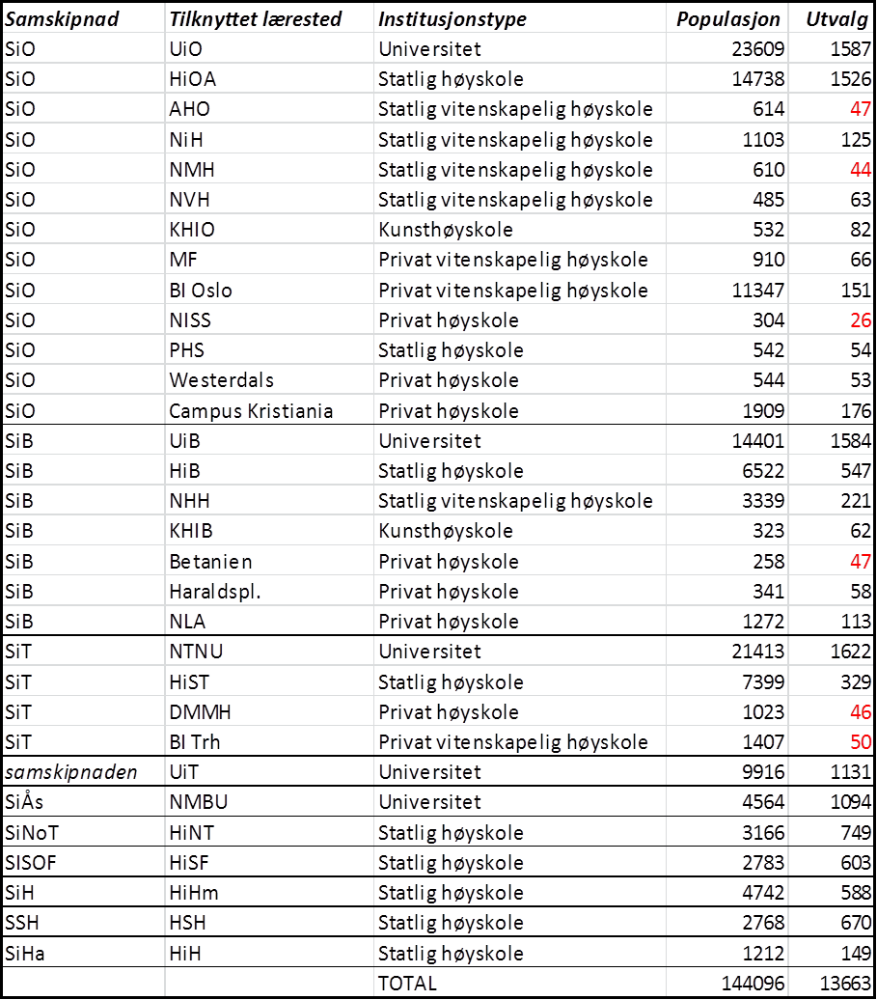 Samskipnad Tilknyttet lærested Institusjonstype Populasjon Utvalg
SiO UiO Universitet 23609 1587
SiO HiOA Statlig høyskole 14738 1526
SiO AHO Statlig vitenskapelig høyskole 614 47
SiO NiH Statlig vitenskapelig høyskole 1103 125
SiO NMH Statlig vitenskapelig høyskole 610 44
SiO NVH Statlig vitenskapelig høyskole 485 63
SiO KHIO Kunsthøyskole 532 82
SiO MF Privat vitenskapelig høyskole 910 66
SiO BI Oslo Privat vitenskapelig høyskole 11347 151
SiO NISS Privat høyskole 304 26
SiO PHS Statlig høyskole 542 54
SiO Westerdals Privat høyskole 544 53
SiO Campus Kristiania Privat høyskole 1909 176
SiB UiB Universitet 14401 1584
SiB HiB Statlig høyskole 6522 547
SiB NHH Statlig vitenskapelig høyskole 3339 221
SiB KHIB Kunsthøyskole 323 62
SiB Betanien Privat høyskole 258 47
SiB Haraldspl. Privat høyskole 341 58
SiB NLA Privat høyskole 1272 113
SiT NTNU Universitet 21413 1622
SiT HiST Statlig høyskole 7399 329
SiT DMMH Privat høyskole 1023 46
SiT BI Trh Privat vitenskapelig høyskole 1407 50
samskipnaden UiT Universitet 9916 1131
SiÅs NMBU Universitet 4564 1094
SiNoT HiNT Statlig høyskole 3166 749
SISOF HiSF Statlig høyskole 2783 603
SiH HiHm Statlig høyskole 4742 588
SSH HSH Statlig høyskole 2768 670
SiHa HiH Statlig høyskole 1212 149
TOTAL 144096 13663